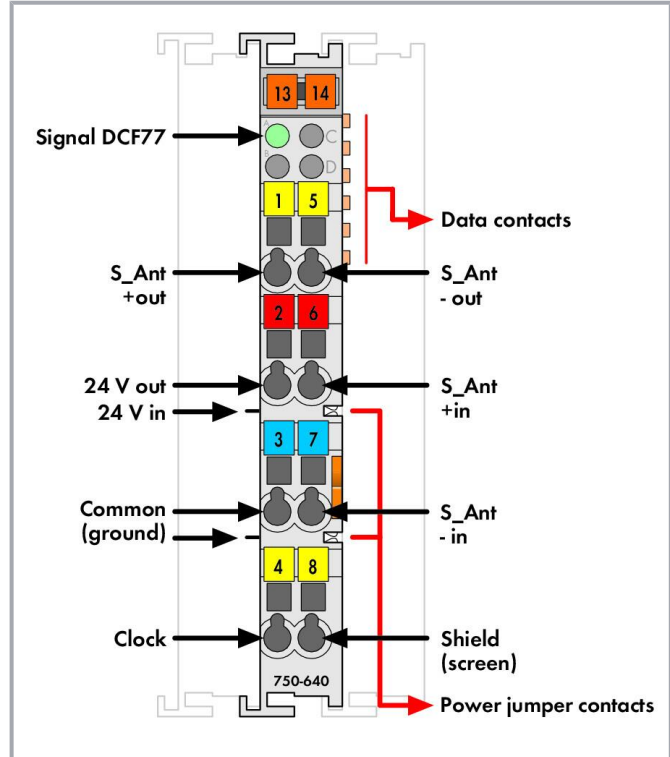 13 14
A C
B D
Signal DCF77
Data contacts
1 5
S_Ant
+out
S_Ant
- out
2 6
24 V out
24 V in
S_Ant
+in
3 7
Common
(ground)
S_Ant
- in
4 8
Clock
Shield
(screen)
750-640
Power jumper contacts